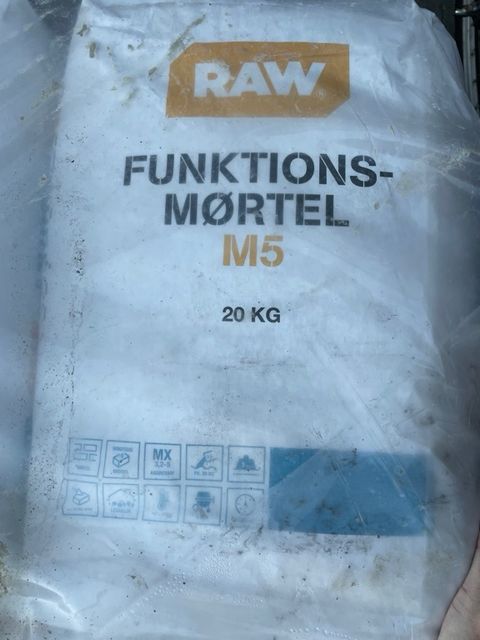 RAW
FUNKTIONS-
MØRTEL
M5
20 KG
MX